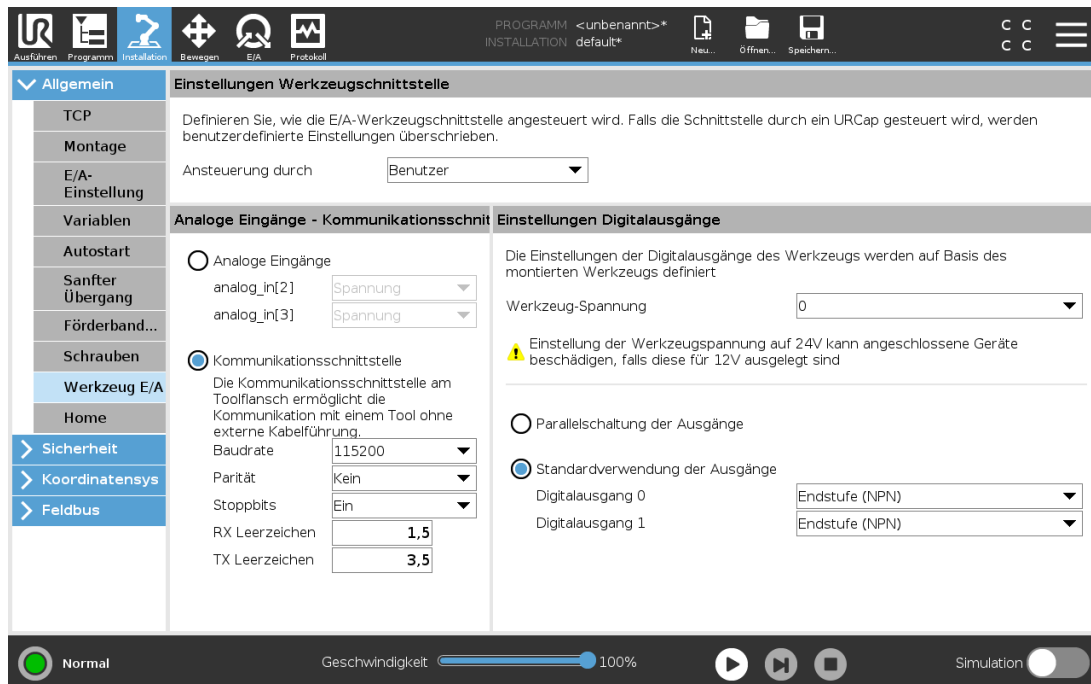 UR
Ausführen
Programm
Installation
Bewegen
E/A
Protokoll
PROGRAMM <unbenannt>*
INSTALLATION default*
Neu...
Öffnen...
Speichern...
C C
C C
Allgemein
TCP
Montage
E/A-
Einstellung
Variablen
Autostart
Sanfter
Übergang
Förderband...
Schrauben
Werkzeug E/A
Home
Sicherheit
Koordinatensys
Feldbus
Einstellungen Werkzeugschnittstelle
Definieren Sie, wie die E/A-Werkzeugschnittstelle angesteuert wird. Falls die Schnittstelle durch ein URCap gesteuert wird, werden
benutzerdefinierte Einstellungen überschrieben.
Ansteuerung durch Benutzer
Analoge Eingänge - Kommunikationsschnit
Analoge Eingänge
analog_in[2] Spannung
analog_in[3] Spannung
Kommunikationsschnittstelle
Die Kommunikationsschnittstelle am
Toolflansch ermöglicht die
Kommunikation mit einem Tool ohne
externe Kabelführung.
Baudrate 115200
Parität Kein
Stoppbits Ein
RX Leerzeichen 1,5
TX Leerzeichen 3,5
Einstellungen Digitalausgänge
Die Einstellungen der Digitalausgänge des Werkzeugs werden auf Basis des
montierten Werkzeugs definiert
Werkzeug-Spannung 0
Einstellung der Werkzeugspannung auf 24V kann angeschlossene Geräte
beschädigen, falls diese für 12V ausgelegt sind
Parallelschaltung der Ausgänge
Standardverwendung der Ausgänge
Digitalausgang 0 Endstufe (NPN)
Digitalausgang 1 Endstufe (NPN)
Normal
Geschwindigkeit 100%
Simulation